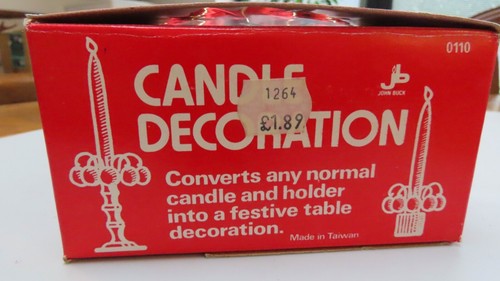 0110
JB
JOHN BUCK
CANDLE
1264
£1.89
DECORATION
Converts any normal
candle and holder
into a festive table
decoration.
Made in Taiwan